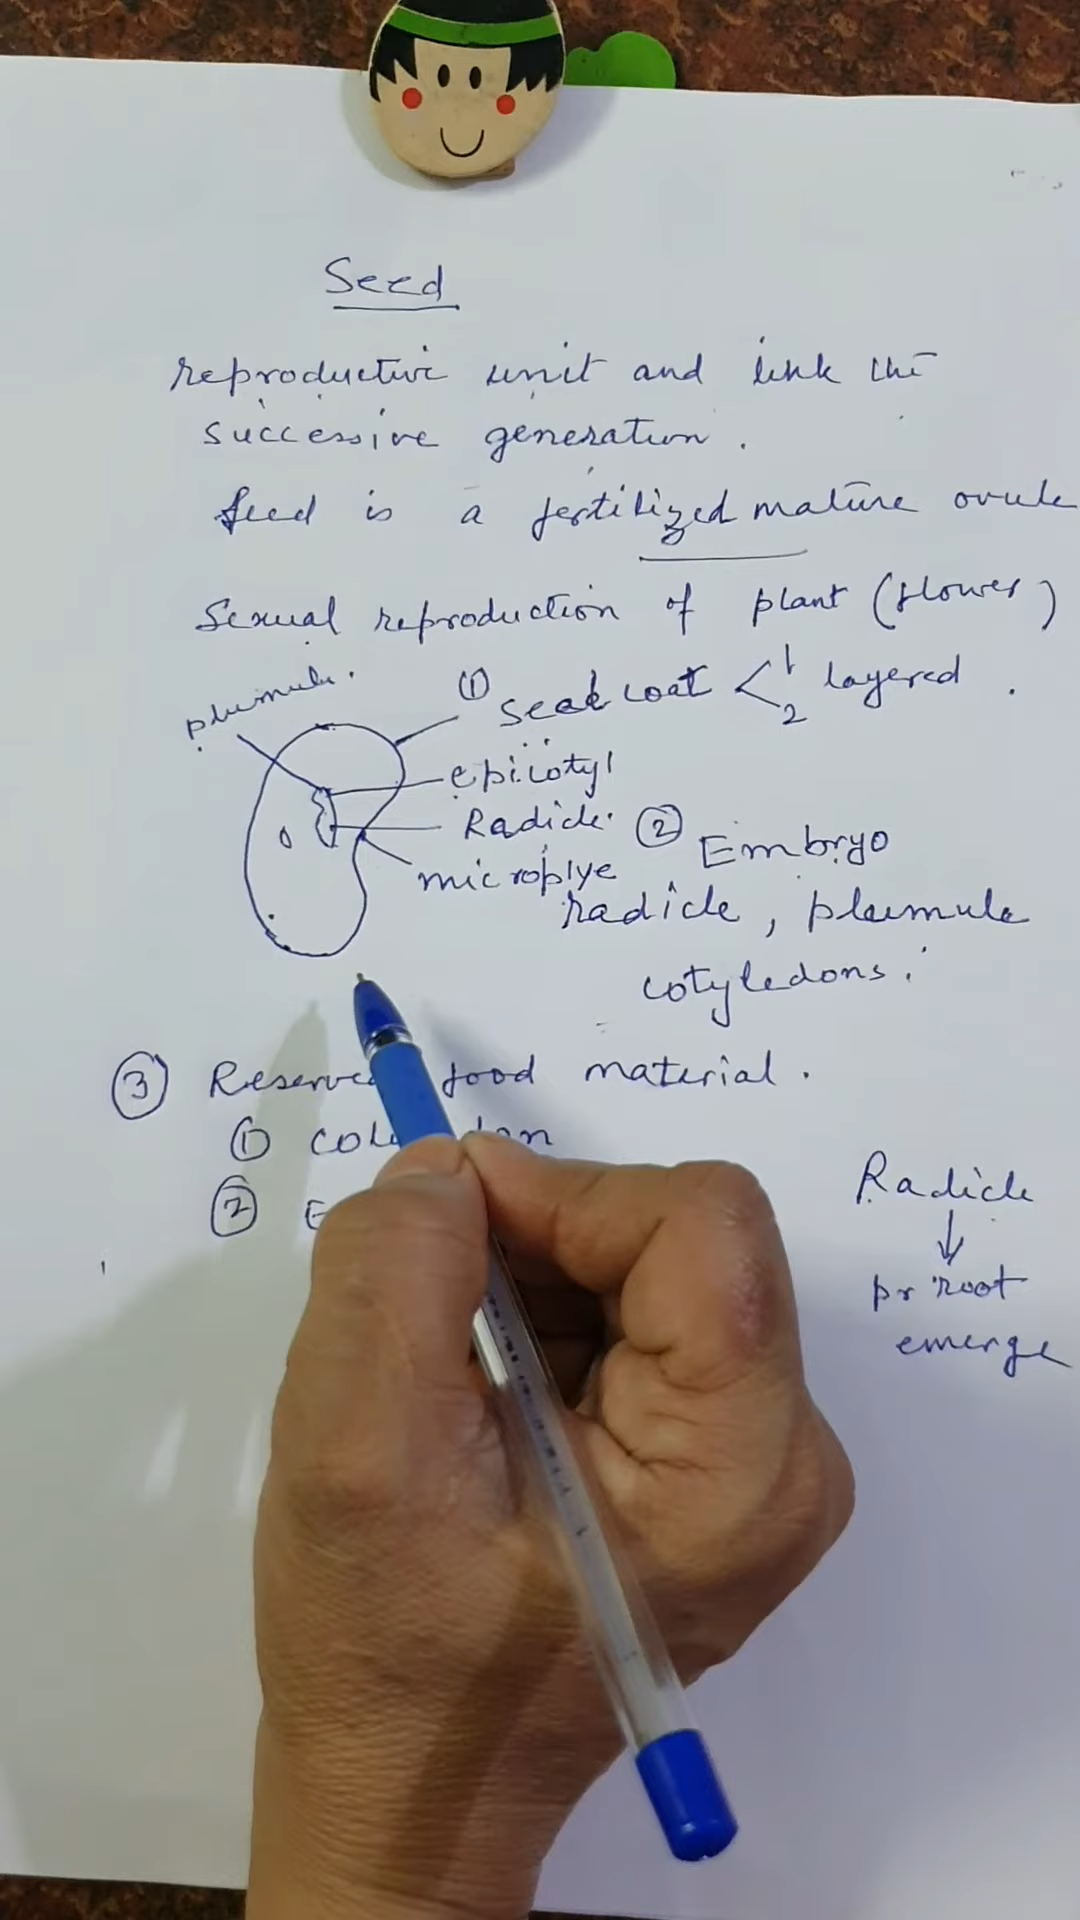 Seed
reproductive unit and link the
successive generation.
Seed is a fertilized mature ovule
Sexual reproduction of plant (flower)
plumule.
① Seed coat < 1 2 layered.
epicotyl
Radicle.
micropyle
② Embryo
radicle, plumule
cotyledons.
③ Reserve food material.
①
②
Radicle
↓
pr root
emerge